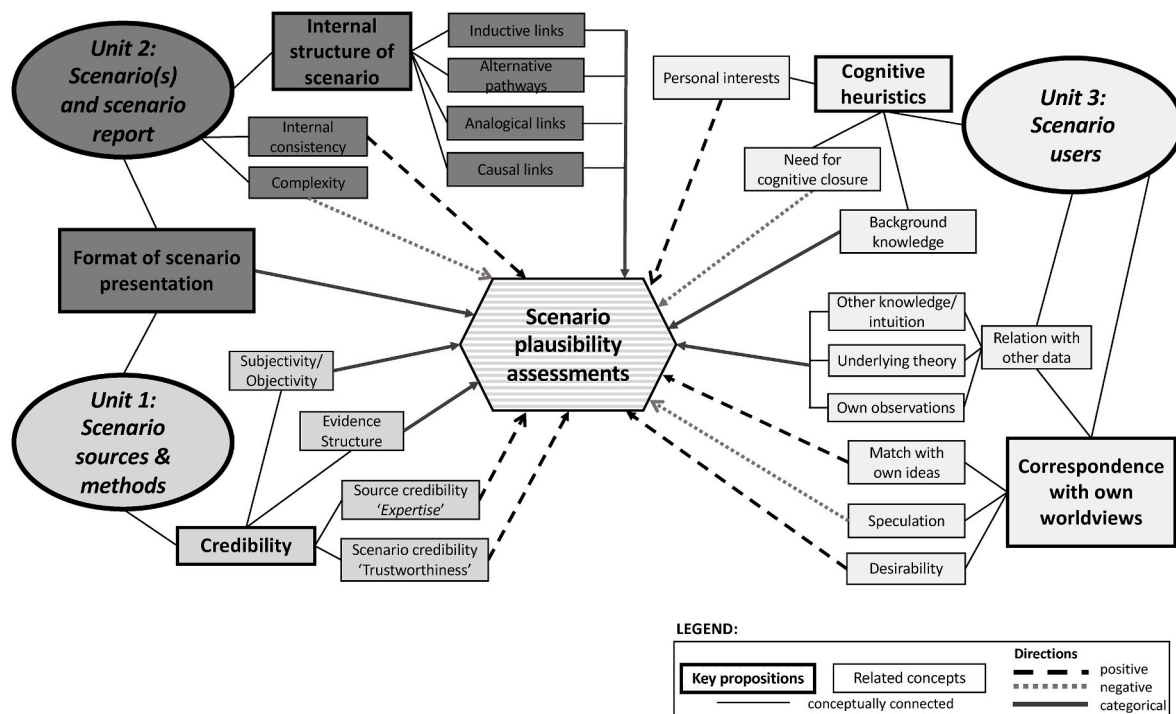 Unit 2:
Scenario(s)
and scenario
report
Internal
structure of
scenario
Inductive links
Alternative
pathways
Analogical links
Causal links
Internal
consistency
Complexity
Format of scenario
presentation
Unit 1:
Scenario
sources &
methods
Subjectivity/
Objectivity
Evidence
Structure
Credibility
Source credibility
‘Expertise’
Scenario credibility
‘Trustworthiness’
Scenario
plausibility
assessments
Personal interests
Cognitive
heuristics
Unit 3:
Scenario
users
Need for
cognitive closure
Background
knowledge
Other knowledge/
intuition
Underlying theory
Own observations
Relation with
other data
Match with
own ideas
Speculation
Desirability
Correspondence
with own
worldviews
LEGEND:
Key propositions
Related concepts
conceptually connected
Directions
positive
negative
categorical